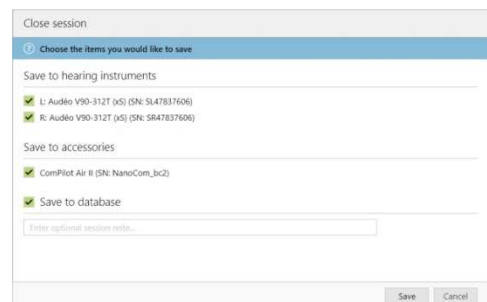 Close session
Choose the items you would like to save
Save to hearing instruments
L: Audéo V90-312T (xS) (SN: SL47837606)
R: Audéo V90-312T (xS) (SN: SR47837606)
Save to accessories
ComPilot Air II (SN: NanoCom_bc2)
Save to database
Enter optional session note...
Save Cancel